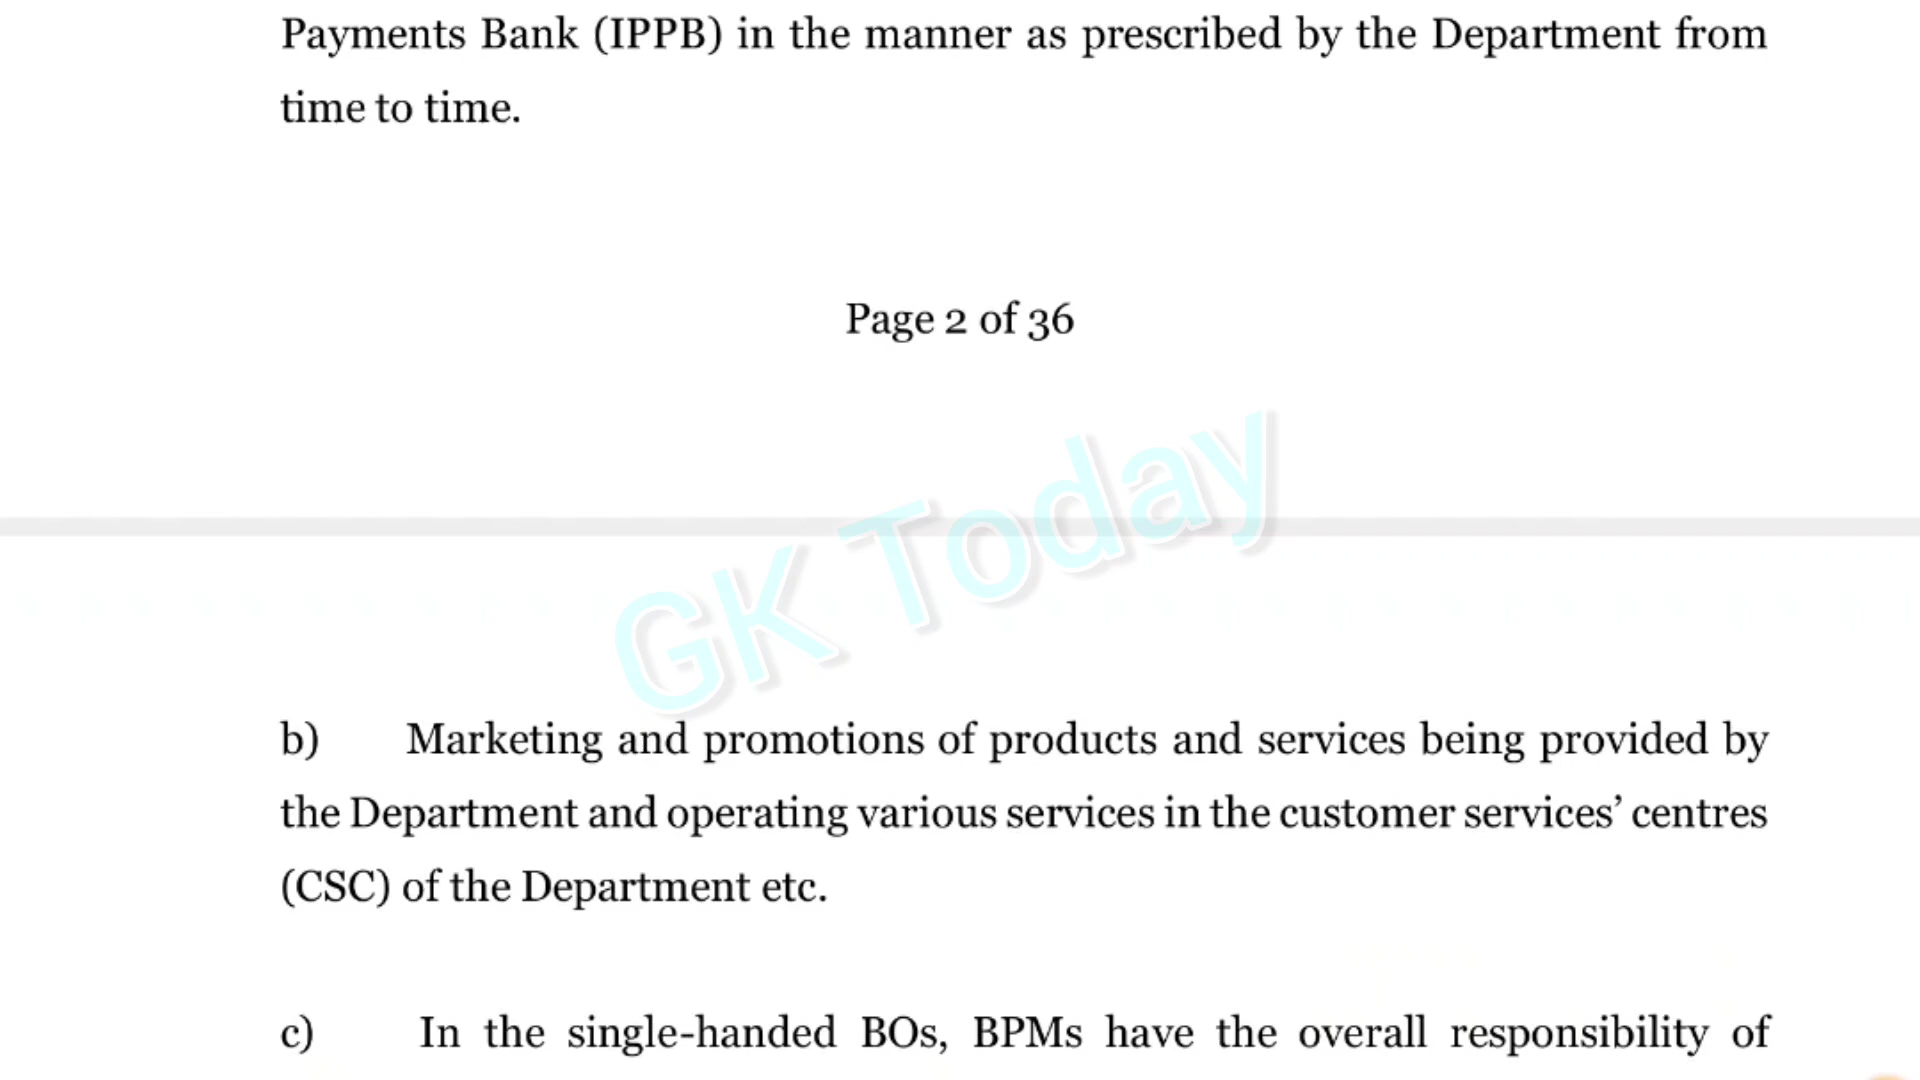 Payments Bank (IPPB) in the manner as prescribed by the Department from
time to time.
Page 2 of 36
GK Today
b) Marketing and promotions of products and services being provided by
the Department and operating various services in the customer services’ centres
(CSC) of the Department etc.
c) In the single-handed BOs, BPMs have the overall responsibility of